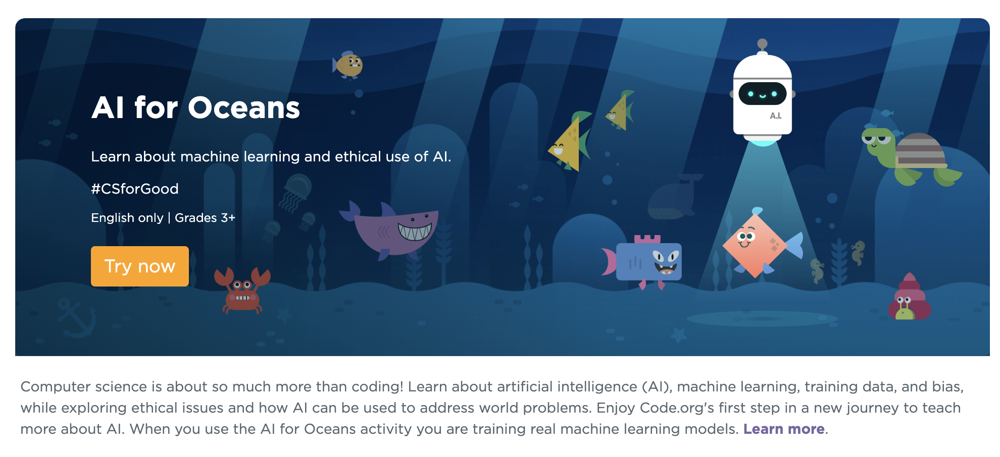 AI for Oceans
Learn about machine learning and ethical use of AI.
#CSforGood
English only | Grades 3+
Try now
A.I.
Computer science is about so much more than coding! Learn about artificial intelligence (AI), machine learning, training data, and bias,
while exploring ethical issues and how AI can be used to address world problems. Enjoy Code.org's first step in a new journey to teach
more about AI. When you use the AI for Oceans activity you are training real machine learning models. Learn more.